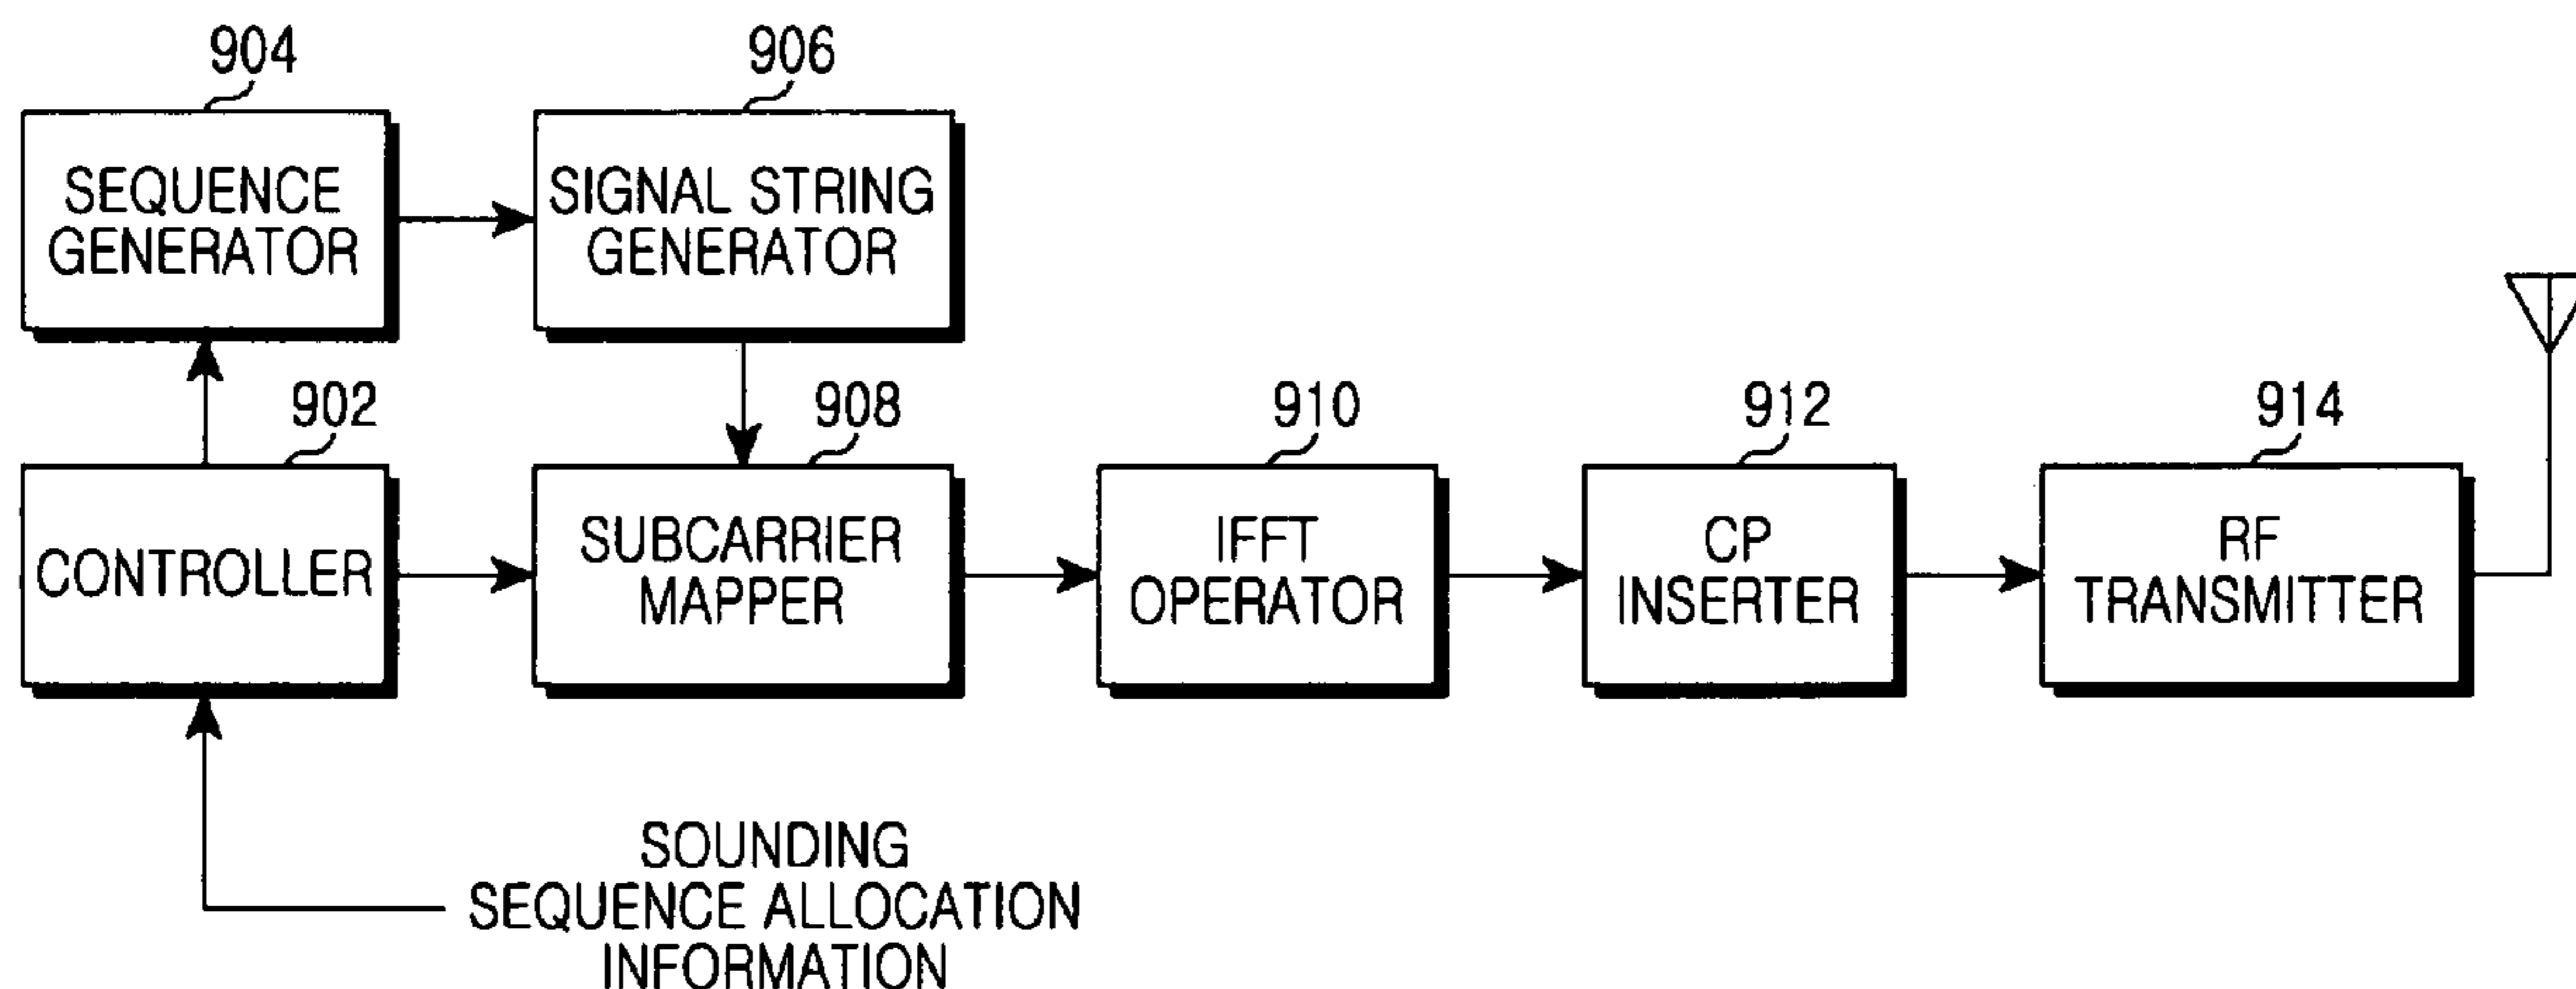 904
906
SEQUENCE
GENERATOR
SIGNAL STRING
GENERATOR
902
908
910
912
914
CONTROLLER
SUBCARRIER
MAPPER
IFFT
OPERATOR
CP
INSERTER
RF
TRANSMITTER
SOUNDING
SEQUENCE ALLOCATION
INFORMATION